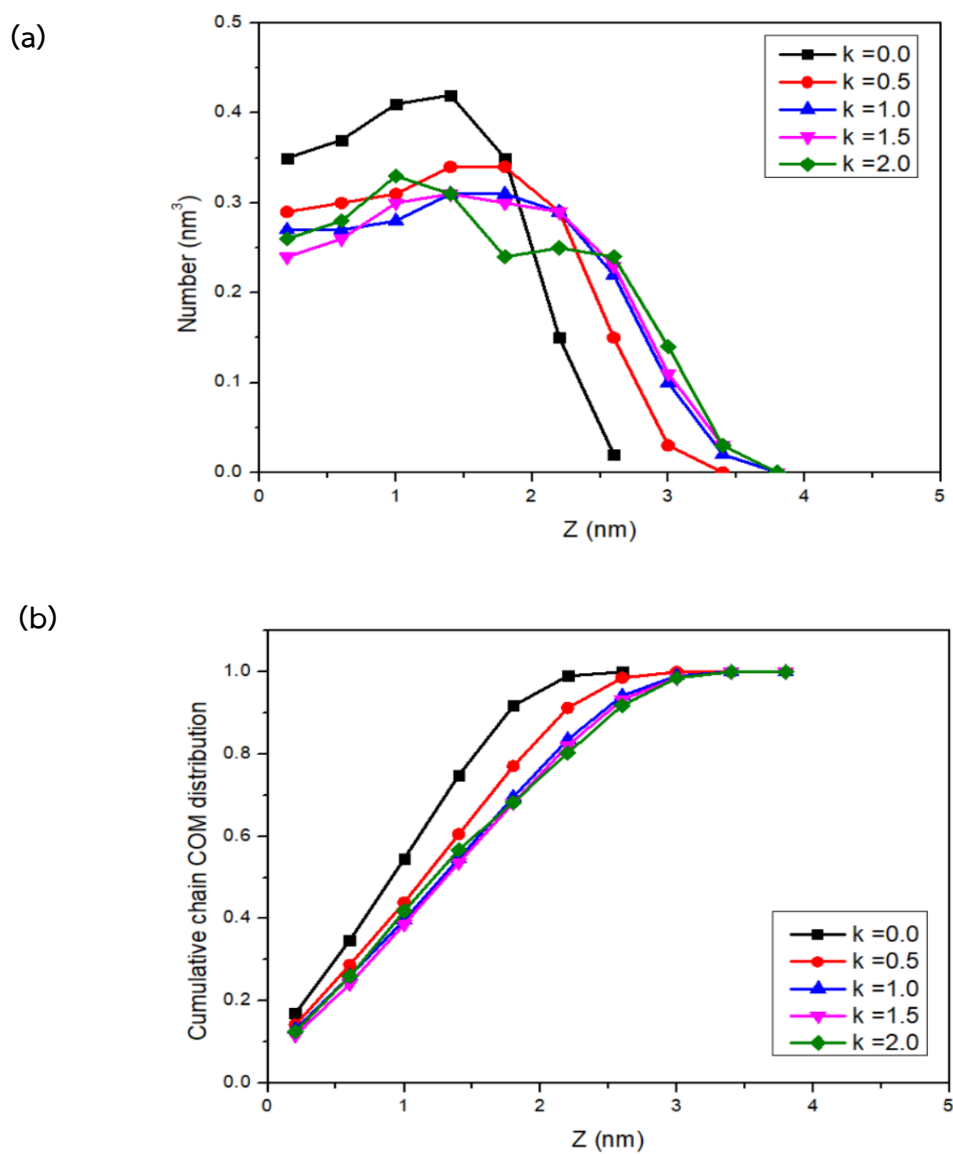 (a)
0.5
0.4
0.3
0.2
0.1
0.0
Number (nm³)
0
1
2
3
4
5
Z (nm)
k =0.0
k =0.5
k =1.0
k =1.5
k =2.0
(b)
1.0
0.8
0.6
0.4
0.2
0.0
Cumulative chain COM distribution
0
1
2
3
4
5
Z (nm)
k =0.0
k =0.5
k =1.0
k =1.5
k =2.0